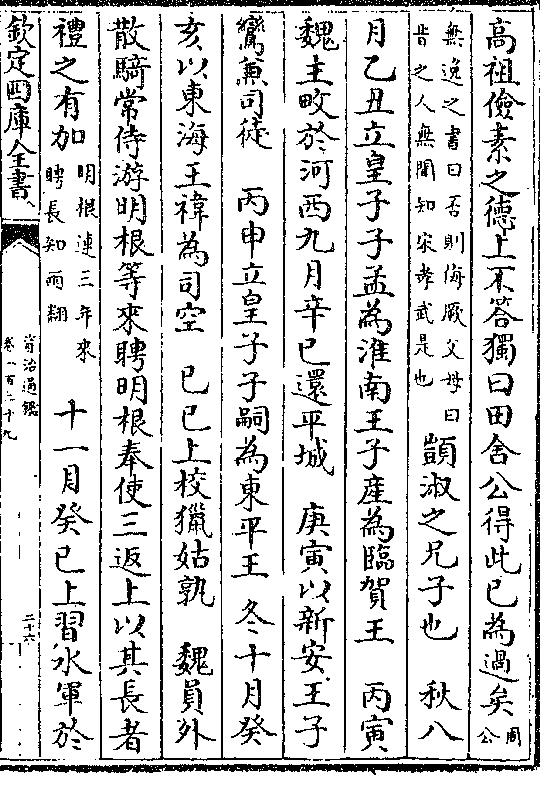 高祖儉素之德上不答獨曰田舍公得此已為過矣周公
無逸之書曰否則侮厥父母曰昔之人無聞知宋孝武是也顗淑之兄子也　秋八
月乙丑立皇子子孟為淮南王子產為臨賀王　丙寅
魏主畋於河西九月辛巳還平城　庚寅以新安王子
鸞兼司徒　丙申立皇子子嗣為東平王　冬十月癸
亥以東海王禕為司空　己巳上校獵姑孰　魏員外
散騎常侍游明根等來聘明根奉使三返上以其長者
禮之有加明根連三年來聘長知兩翻　十一月癸巳上習水軍於
欽定四庫全書　資治通鑑卷一百二十九　二十六